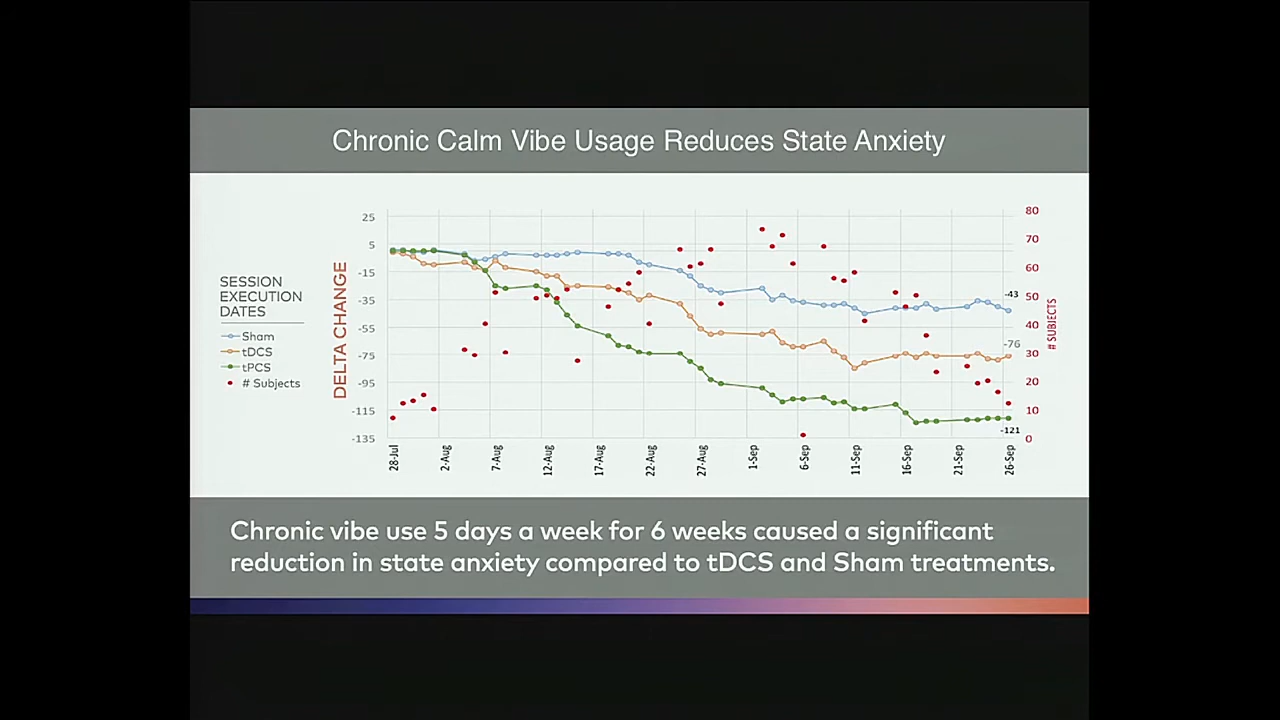 Chronic Calm Vibe Usage Reduces State Anxiety
SESSION
EXECUTION
DATES
Sham
tDCS
tPCS
# Subjects
DELTA CHANGE
25
5
-15
-35
-55
-75
-95
-115
-135
80
70
60
50
40
30
20
10
0
# SUBJECTS
-43
-76
-121
28-Jul
2-Aug
7-Aug
12-Aug
17-Aug
22-Aug
27-Aug
1-Sep
6-Sep
11-Sep
16-Sep
21-Sep
26-Sep
Chronic vibe use 5 days a week for 6 weeks caused a significant
reduction in state anxiety compared to tDCS and Sham treatments.